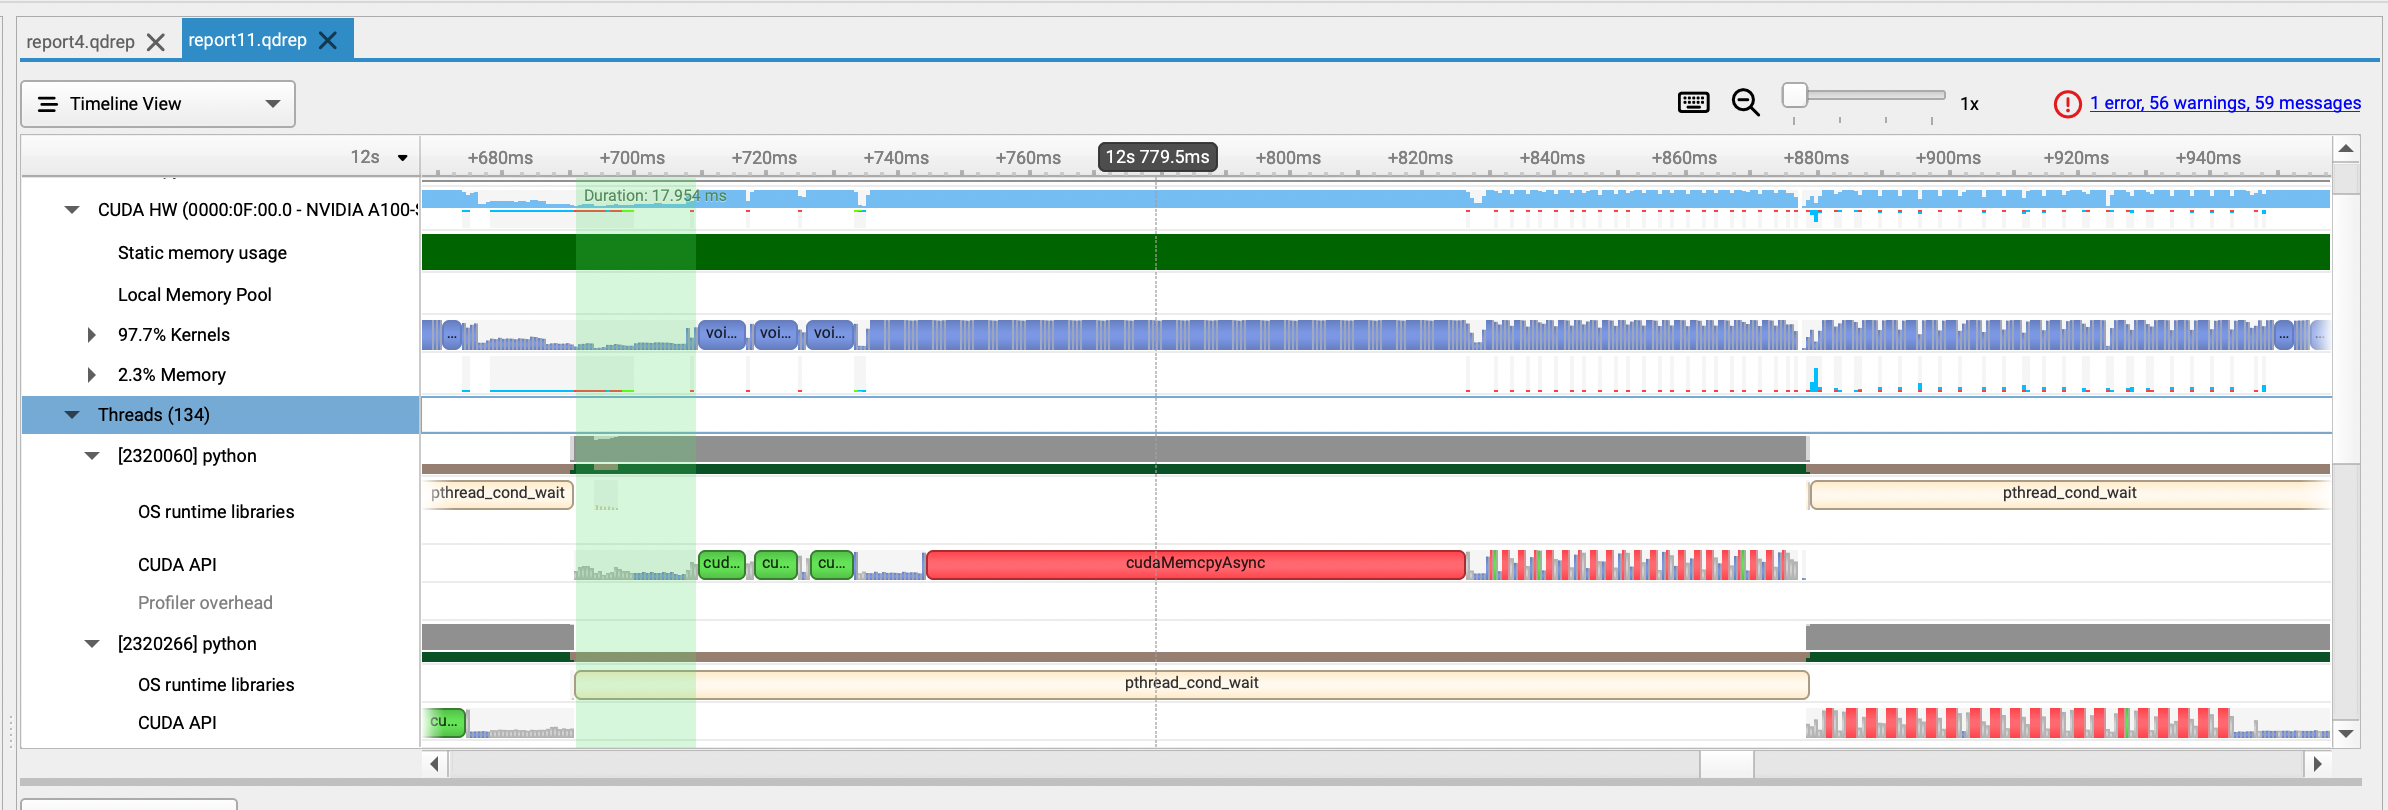 report4.qdrep
report11.qdrep
Timeline View
1x
1 error, 56 warnings, 59 messages
12s
+680ms +700ms +720ms +740ms +760ms 12s 779.5ms +800ms +820ms +840ms +860ms +880ms +900ms +920ms +940ms
Duration: 17.954 ms
CUDA HW (0000:0F:00.0 - NVIDIA A100-
Static memory usage
Local Memory Pool
97.7% Kernels
... voi... voi... voi... ... ...
2.3% Memory
Threads (134)
[2320060] python
pthread_cond_wait pthread_cond_wait
OS runtime libraries
CUDA API
cud... cu... cu... cudaMemcpyAsync
Profiler overhead
[2320266] python
OS runtime libraries
pthread_cond_wait
CUDA API
cu...